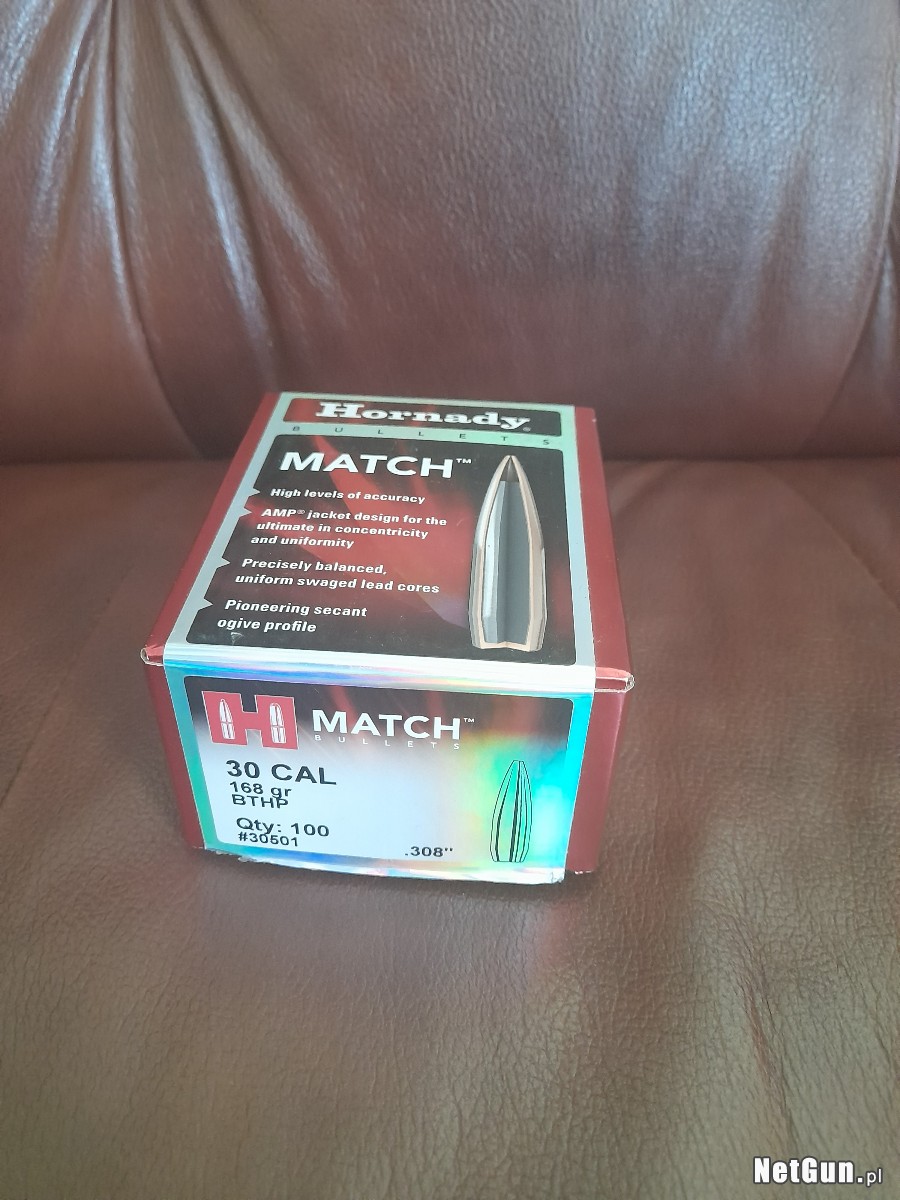 Hornady®
BULLETS
MATCH™
High levels of accuracy
AMP® jacket design for the
ultimate in concentricity
and uniformity
Precisely balanced,
uniform swaged lead cores
Pioneering secant
ogive profile
H MATCH™
BULLETS
30 CAL
168 gr
BTHP
Qty: 100
#30501
.308"
NetGun.pl